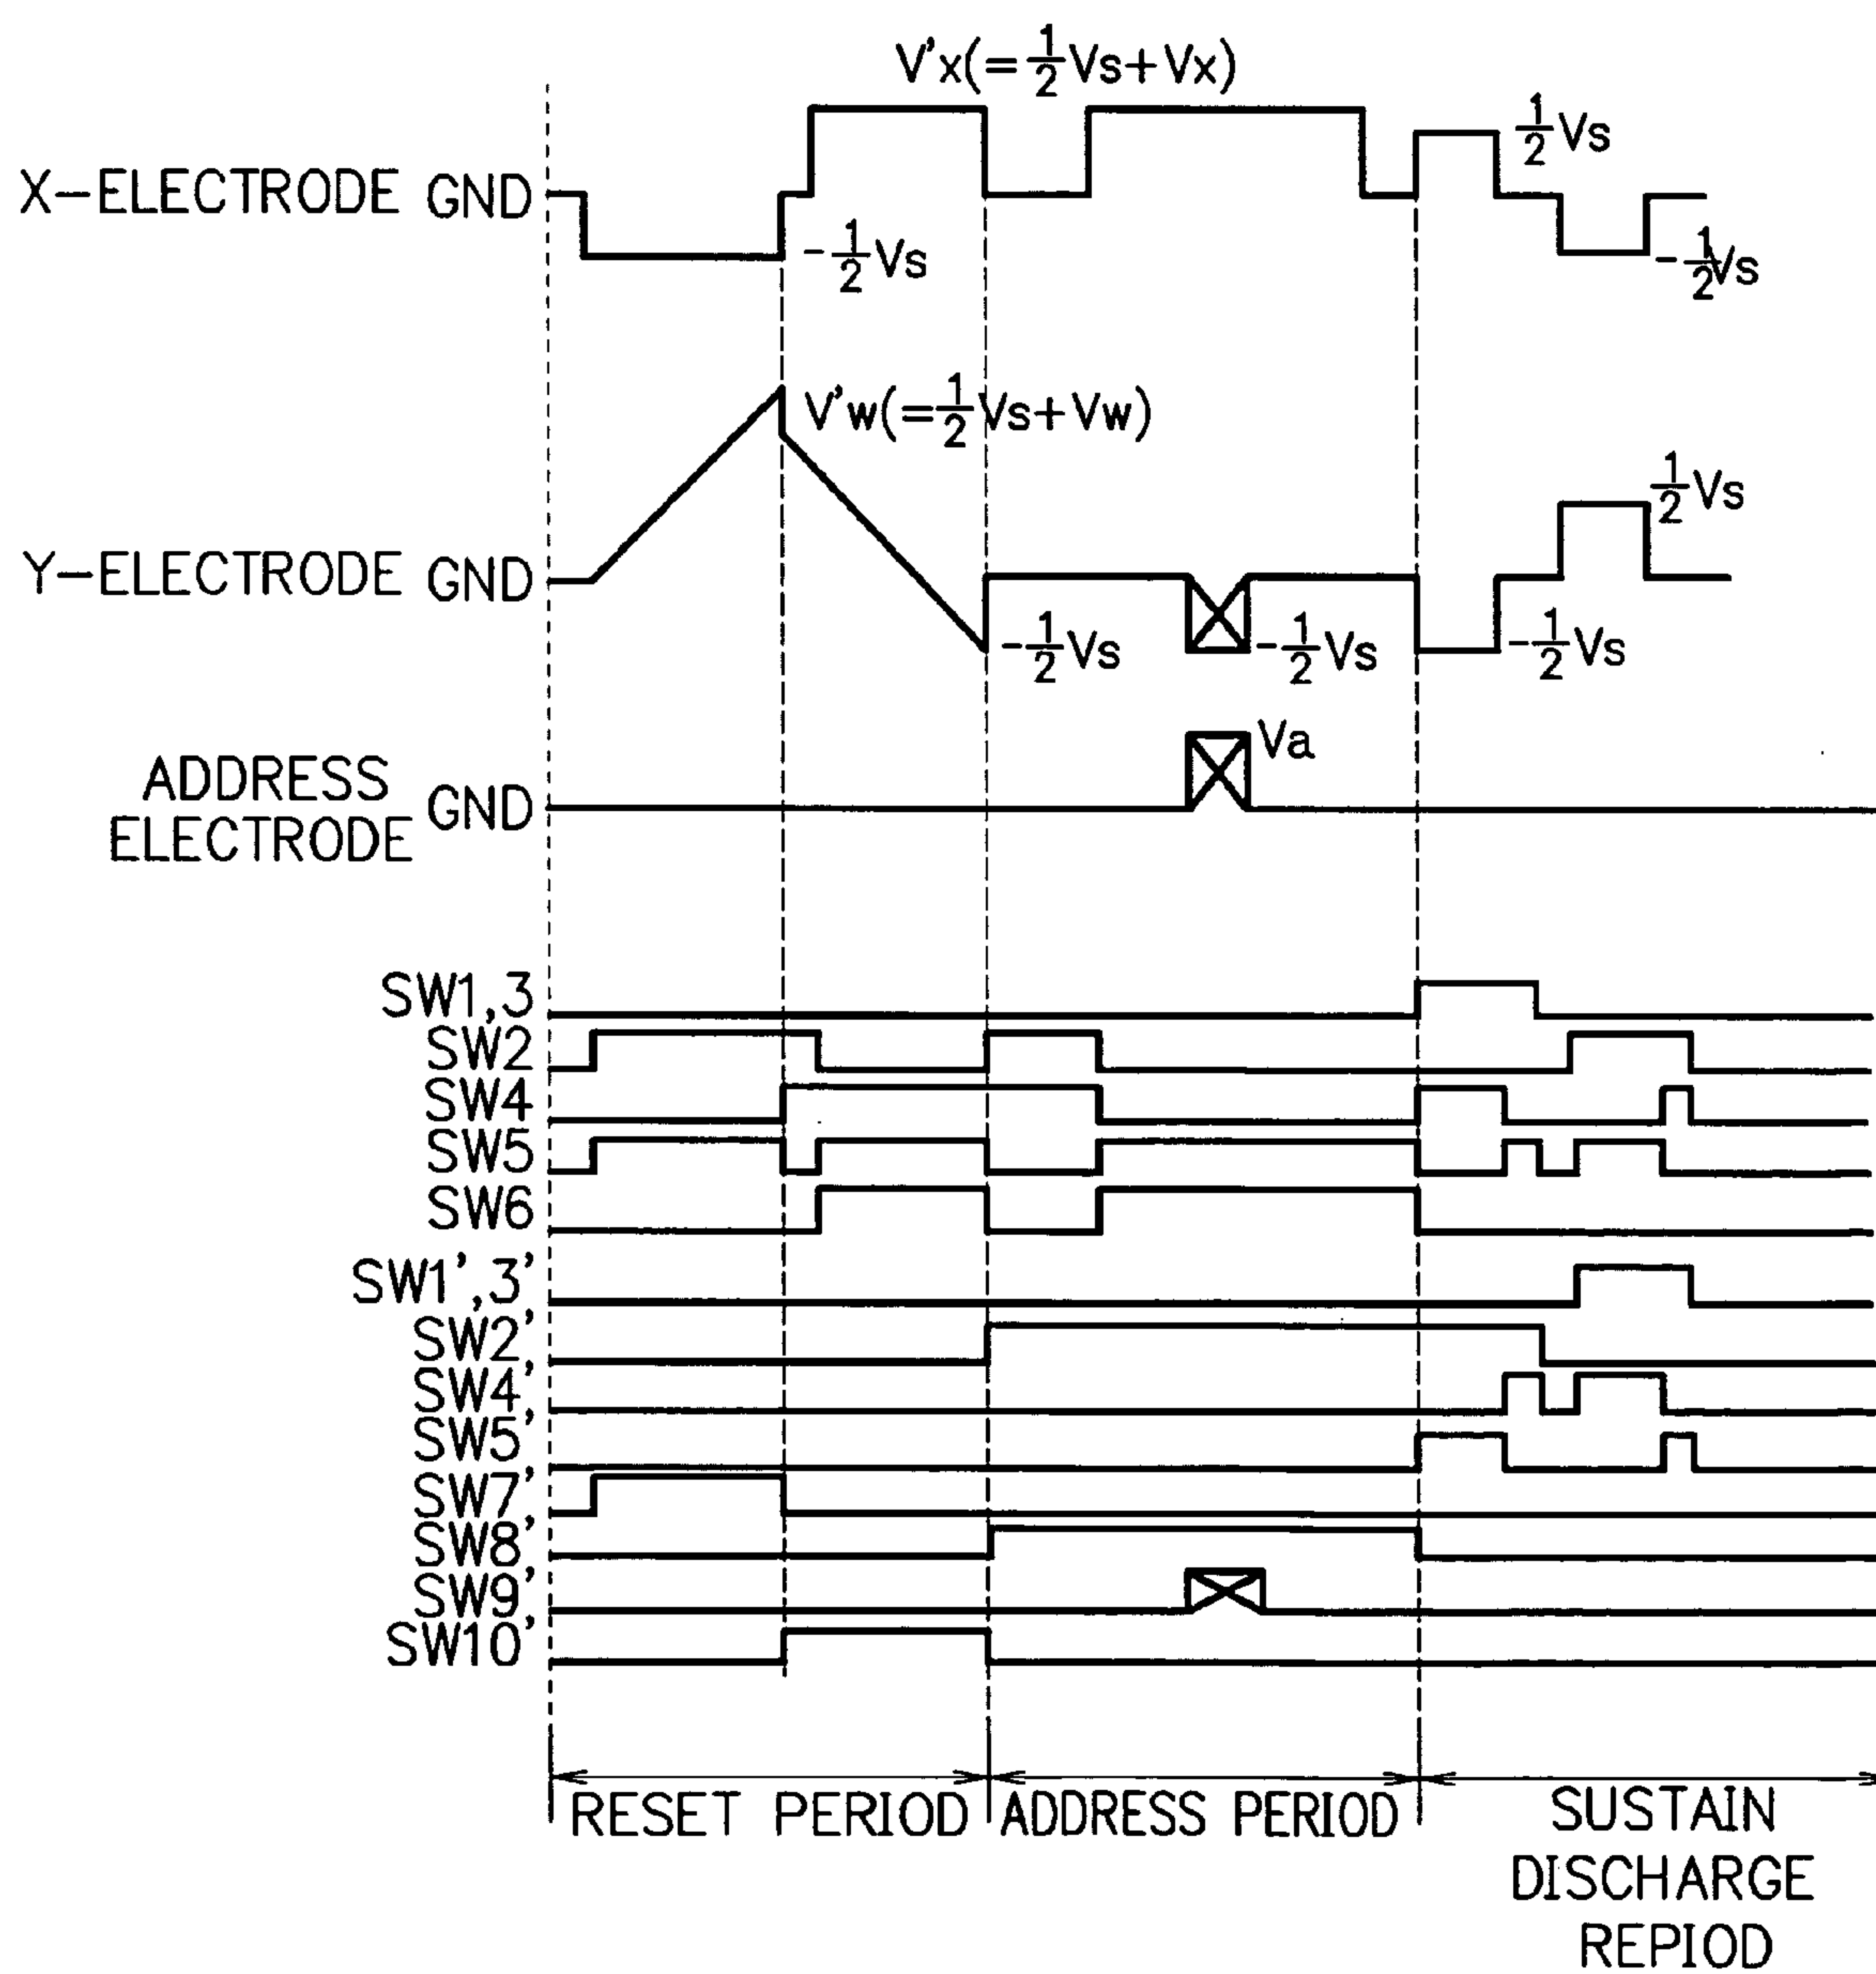 V'x(=1/2Vs+Vx)
1/2Vs
X-ELECTRODE GND
-1/2Vs
-1/2Vs
V'w(=1/2Vs+Vw)
1/2Vs
Y-ELECTRODE GND
-1/2Vs
-1/2Vs
-1/2Vs
Va
ADDRESS
ELECTRODE
GND
SW1,3
SW2
SW4
SW5
SW6
SW1',3'
SW2'
SW4'
SW5'
SW7'
SW8'
SW9'
SW10'
RESET PERIOD
ADDRESS PERIOD
SUSTAIN
DISCHARGE
REPIOD